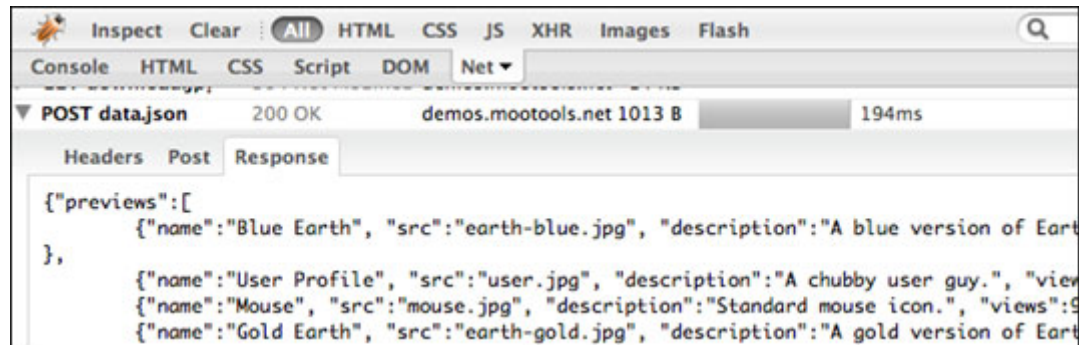 Inspect Clear All HTML CSS JS XHR Images Flash
Console HTML CSS Script DOM Net
POST data.json 200 OK demos.mootools.net 1013 B 194ms
Headers Post Response
{"previews":[
{"name":"Blue Earth", "src":"earth-blue.jpg", "description":"A blue version of Eart
},
{"name":"User Profile", "src":"user.jpg", "description":"A chubby user guy.", "view
{"name":"Mouse", "src":"mouse.jpg", "description":"Standard mouse icon.", "views":9
{"name":"Gold Earth", "src":"earth-gold.jpg", "description":"A gold version of Eart